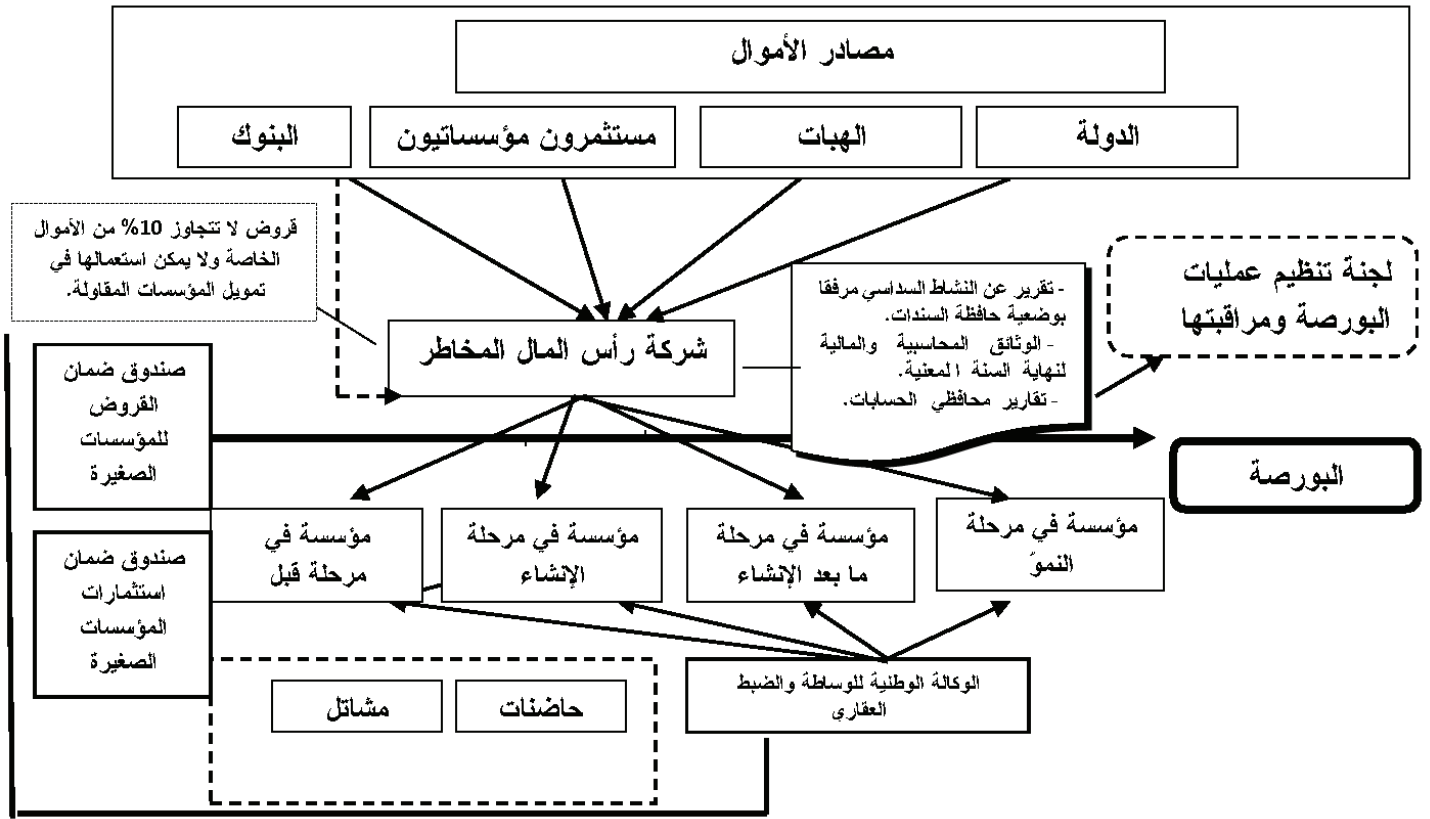 مصادر الأموال
الدولة
الهبات
مستثمرون مؤسساتيون
البنوك
قروض لا تتجاوز 10% من الأموال
الخاصة ولا يمكن استعمالها في
تمويل المؤسسات المقاولة.
لجنة تنظيم عمليات
البورصة ومراقبتها
- تقرير عن النشاط السداسي مرفقا
بوضعية حافظة السندات.
- الوثائق المحاسبية والمالية
لنهاية السنة المعنية.
- تقارير محافظي الحسابات.
شركة رأس المال المخاطر
صندوق ضمان
القروض
للمؤسسات
الصغيرة
البورصة
مؤسسة في مرحلة
النموّ
مؤسسة في مرحلة
ما بعد الإنشاء
مؤسسة في مرحلة
الإنشاء
مؤسسة في
مرحلة قبل
صندوق ضمان
استثمارات
المؤسسات
الصغيرة
الوكالة الوطنية للوساطة والضبط
العقاري
حاضنات
مشاتل